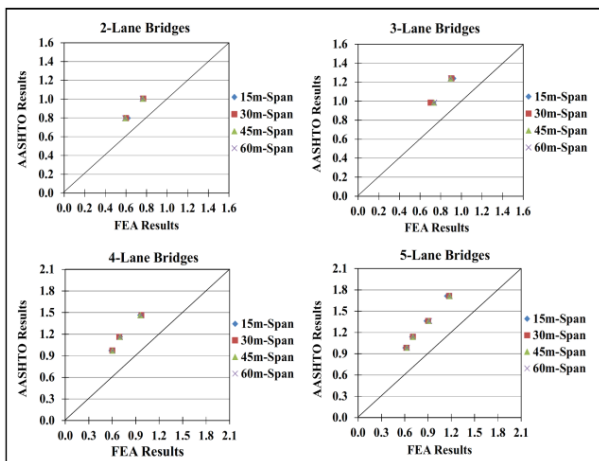 2-Lane Bridges
AASHTO Results
1.6
1.4
1.2
1.0
0.8
0.6
0.4
0.2
0.0
0.0 0.2 0.4 0.6 0.8 1.0 1.2 1.4 1.6
FEA Results
15m-Span
30m-Span
45m-Span
60m-Span
3-Lane Bridges
AASHTO Results
1.6
1.4
1.2
1.0
0.8
0.6
0.4
0.2
0.0
0.0 0.2 0.4 0.6 0.8 1.0 1.2 1.4 1.6
FEA Results
15m-Span
30m-Span
45m-Span
60m-Span
4-Lane Bridges
AASHTO Results
2.1
1.8
1.5
1.2
0.9
0.6
0.3
0.0
0.0 0.3 0.6 0.9 1.2 1.5 1.8 2.1
FEA Results
15m-Span
30m-Span
45m-Span
60m-Span
5-Lane Bridges
AASHTO Results
2.1
1.8
1.5
1.2
0.9
0.6
0.3
0.0
0.0 0.3 0.6 0.9 1.2 1.5 1.8 2.1
FEA Results
15m-Span
30m-Span
45m-Span
60m-Span